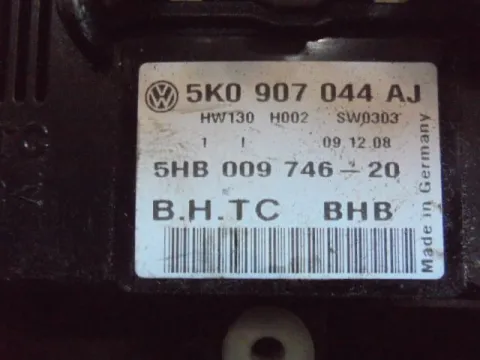 5K0 907 044 AJ
HW130 H002 SW0303
1 I 09 12 08
5HB 009 746-20
B.H.TC BHB
Made in Germany